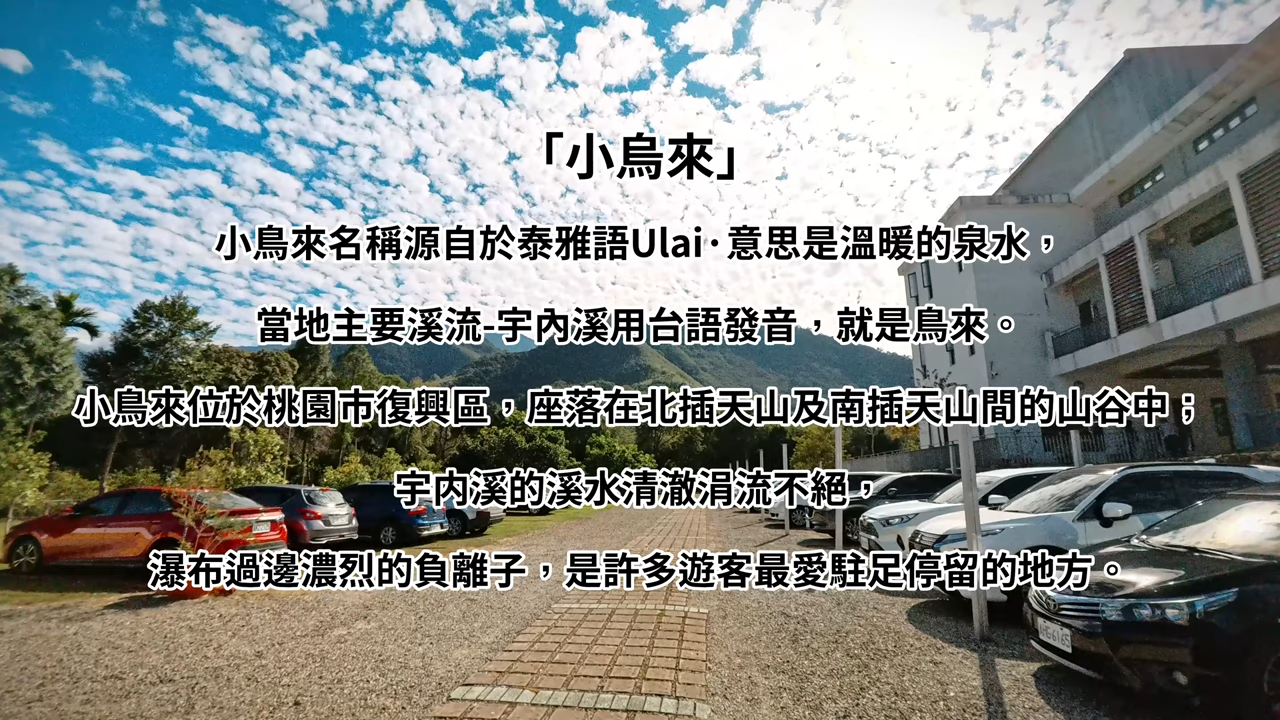 「小烏來」
小鳥來名稱源自於泰雅語Ulai·意思是溫暖的泉水，
當地主要溪流-宇內溪用台語發音，就是鳥來。
小鳥來位於桃園市復興區，座落在北插天山及南插天山間的山谷中；
宇内溪的溪水清澈涓流不絕，
瀑布過邊濃烈的負離子，是許多遊客最愛駐足停留的地方。